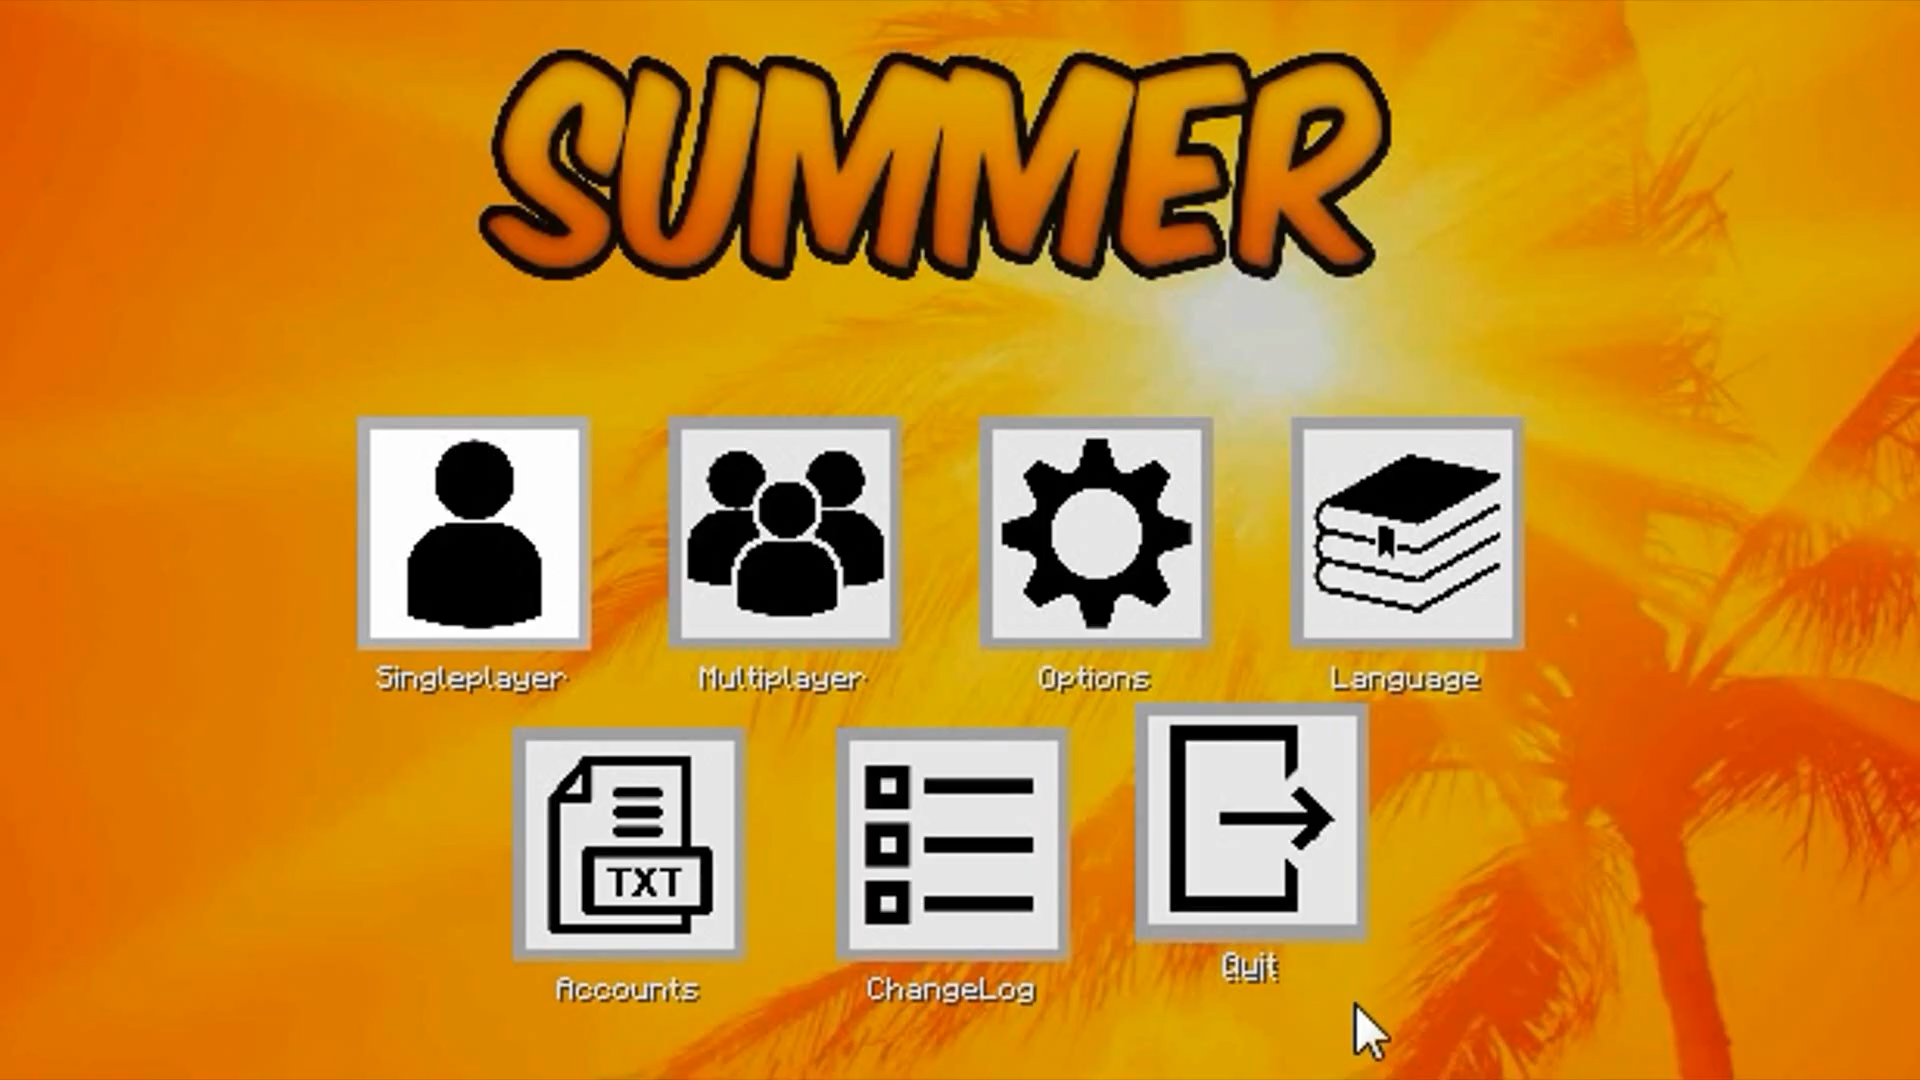 SUMMER
Singleplayer
Multiplayer
Options
Language
TXT
Accounts
ChangeLog
Quit